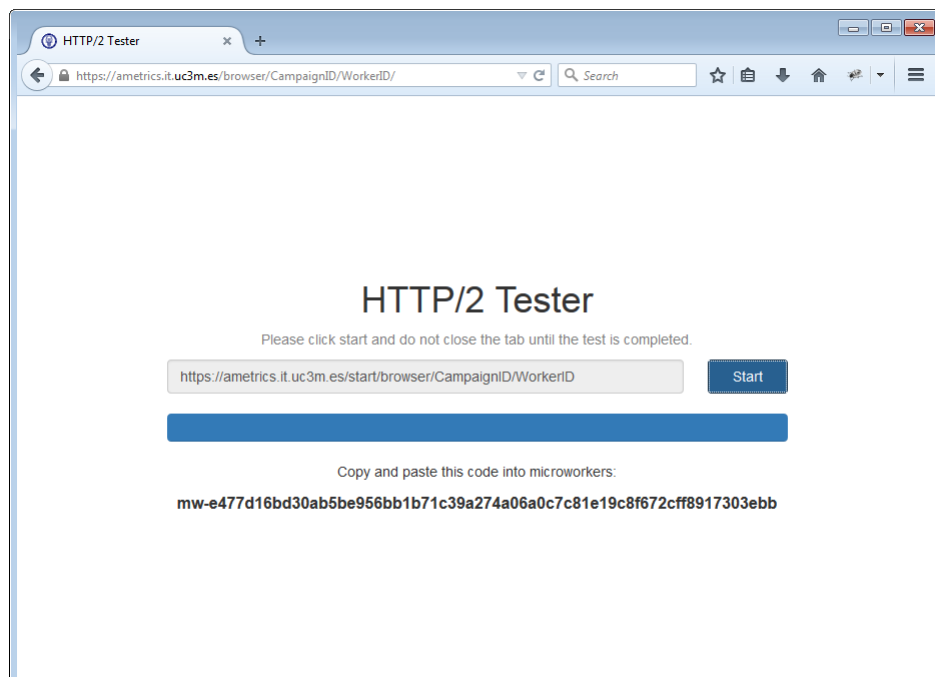 HTTP/2 Tester
https://ametrics.it.uc3m.es/browser/CampaignID/WorkerID/
Search
HTTP/2 Tester
Please click start and do not close the tab until the test is completed.
https://ametrics.it.uc3m.es/start/browser/CampaignID/WorkerID
Start
Copy and paste this code into microworkers:
mw-e477d16bd30ab5be956bb1b71c39a274a06a0c7c81e19c8f672cff8917303ebb